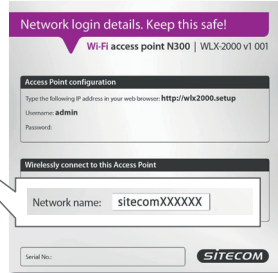 Network login details. Keep this safe!
Wi-Fi access point N300 | WLX-2000 v1 001
Access Point configuration
Type the following IP address in your web browser: http://wlx2000.setup
Username: admin
Password:
Wirelessly connect to this Access Point
Network name: sitecomXXXXXX
Serial No.:
SITECOM